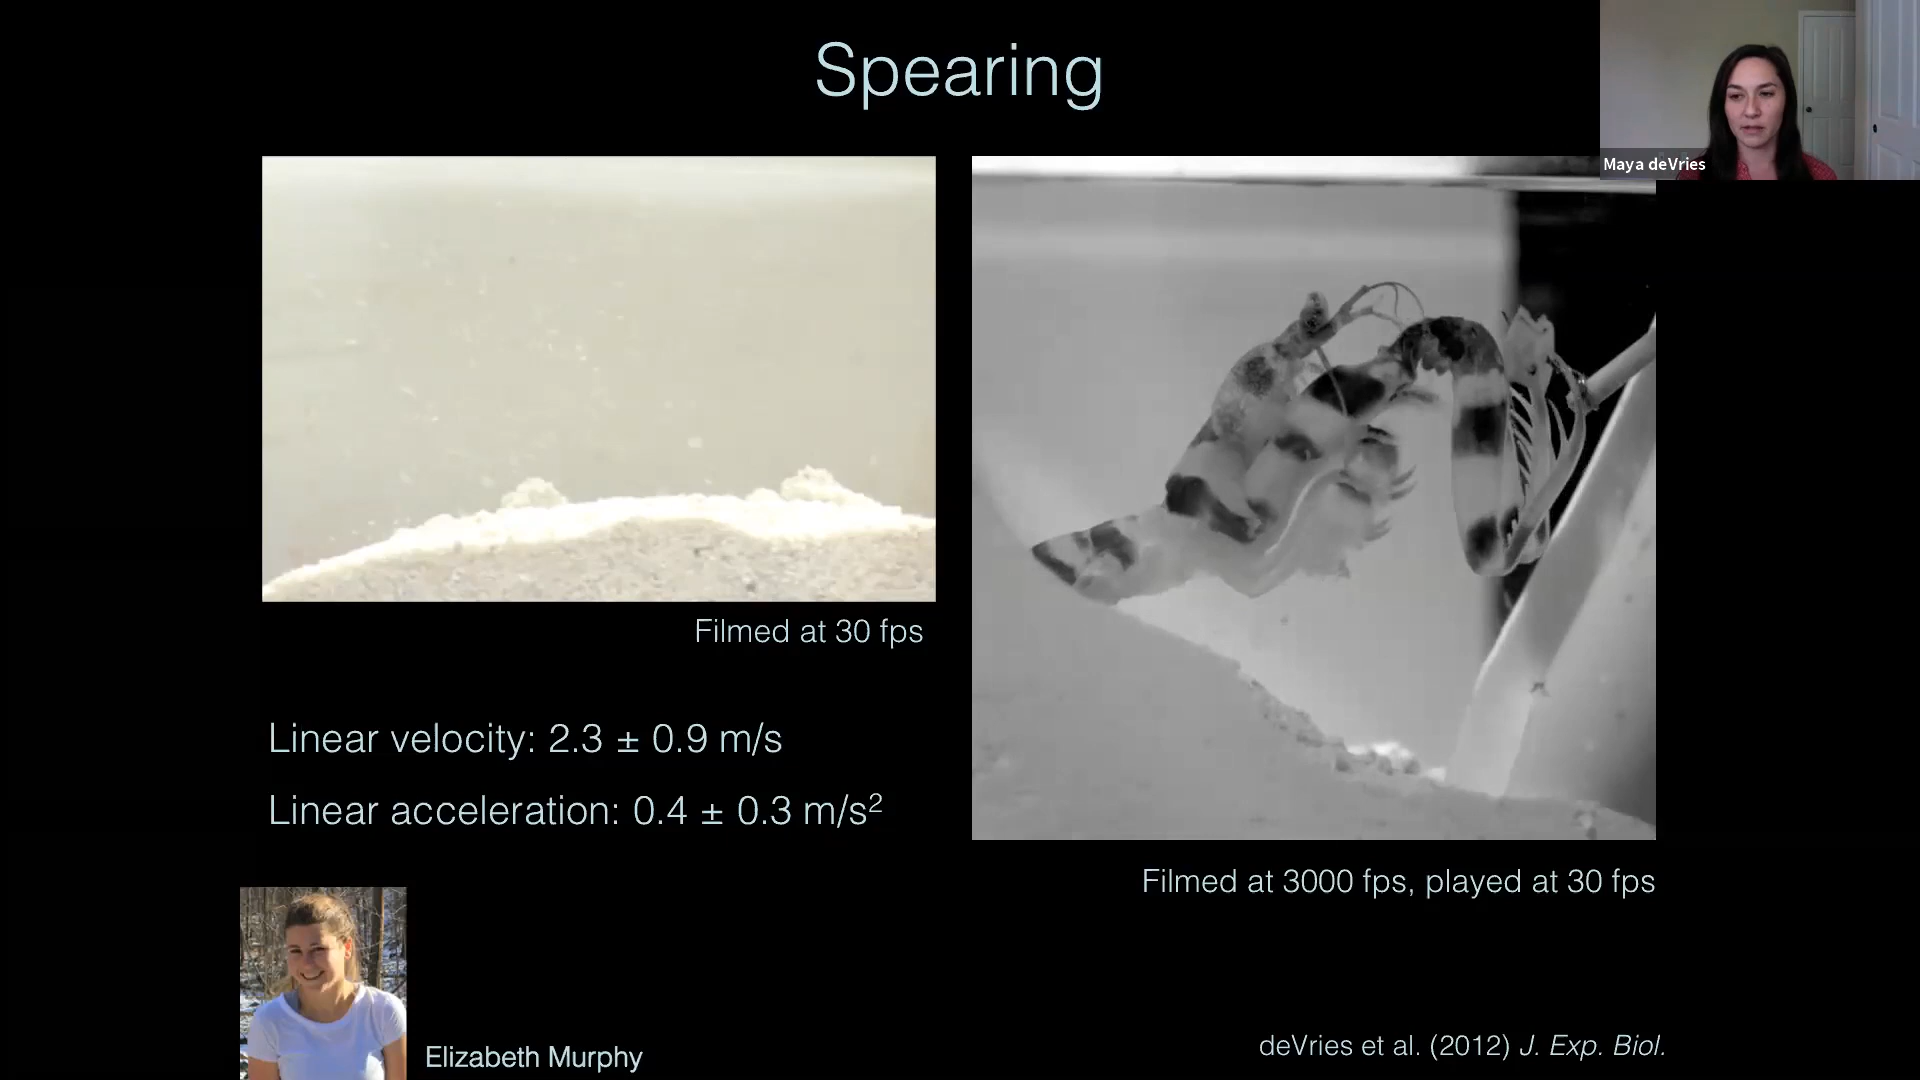 Spearing
Maya deVries
Filmed at 30 fps
Linear velocity: 2.3 ± 0.9 m/s
Linear acceleration: 0.4 ± 0.3 m/s²
Filmed at 3000 fps, played at 30 fps
Elizabeth Murphy
deVries et al. (2012) J. Exp. Biol.